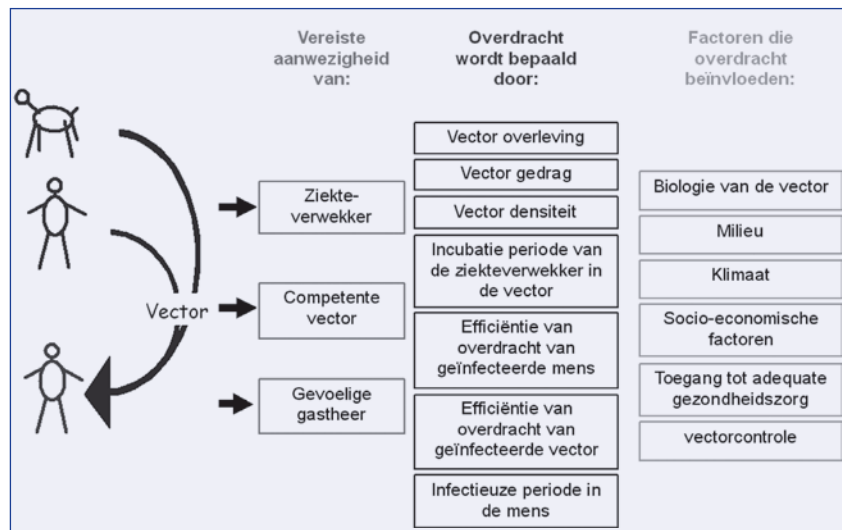 Vereiste
aanwezigheid
van:
Overdracht
wordt bepaald
door:
Factoren die
overdracht
beïnvloeden:
Vector
Ziekte-
verwekker
Competente
vector
Gevoelige
gastheer
Vector overleving
Vector gedrag
Vector densiteit
Incubatie periode van
de ziekteverwekker in
de vector
Efficiëntie van
overdracht van
geïnfecteerde mens
Efficiëntie van
overdracht van
geïnfecteerde vector
Infectieuze periode in
de mens
Biologie van de vector
Milieu
Klimaat
Socio-economische
factoren
Toegang tot adequate
gezondheidszorg
vectorcontrole